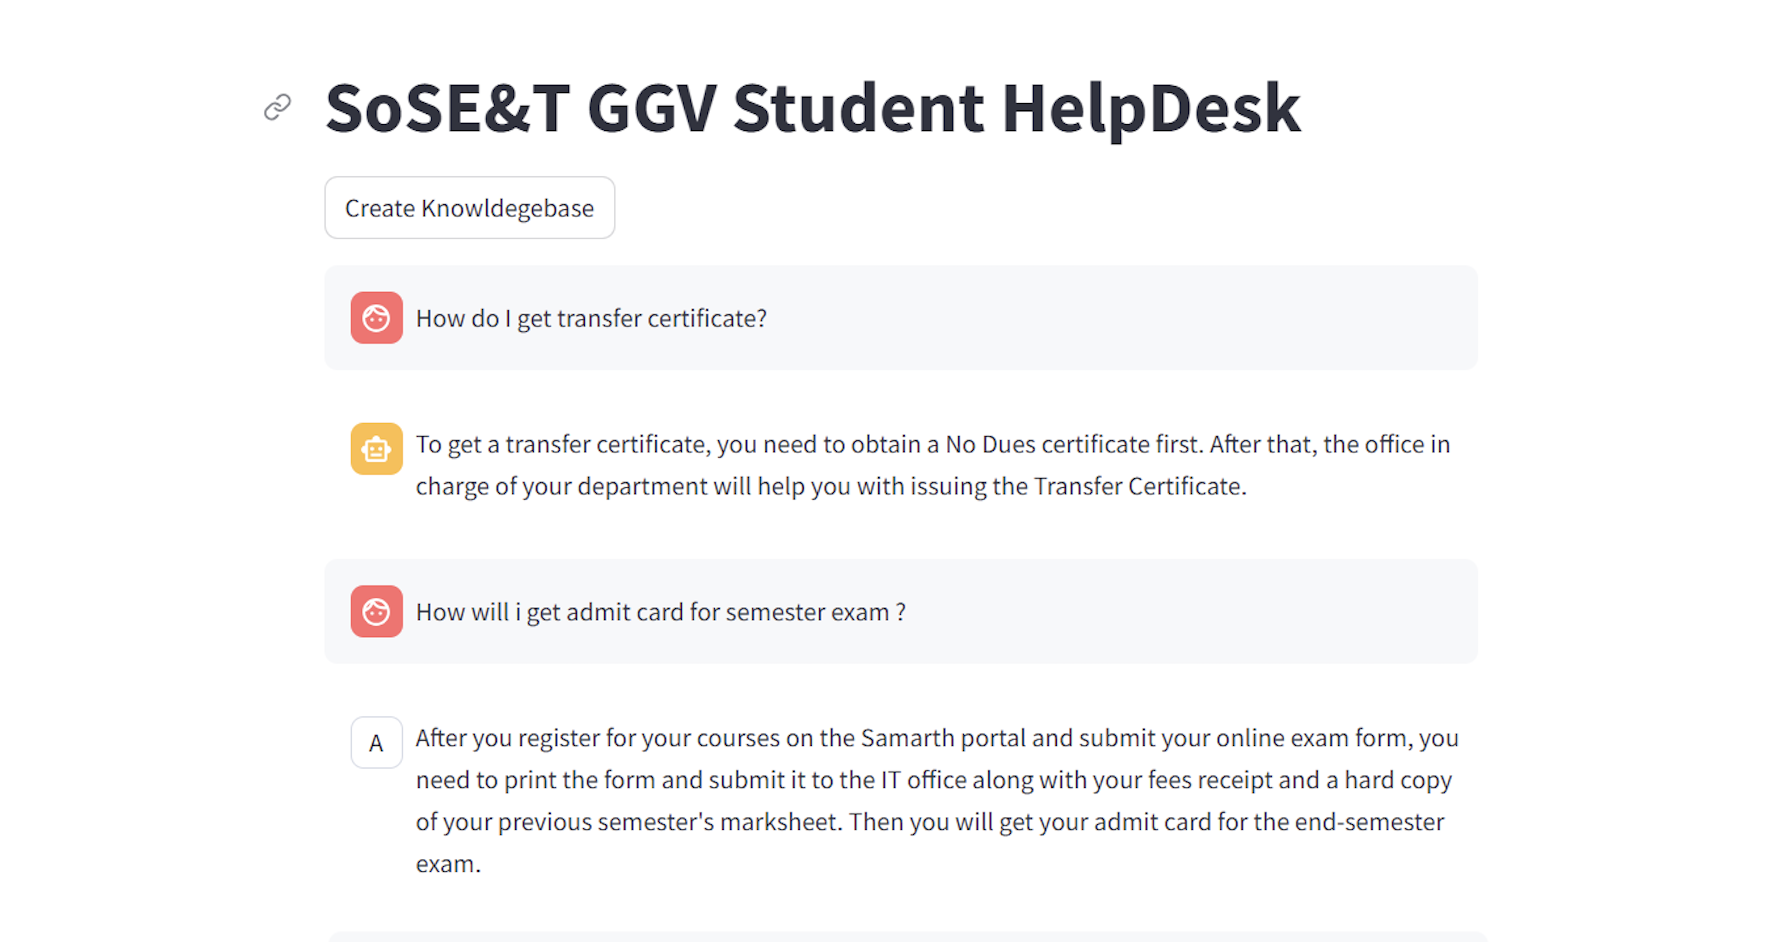 SoSE&T GGV Student HelpDesk
Create Knowldegebase
How do I get transfer certificate?
To get a transfer certificate, you need to obtain a No Dues certificate first. After that, the office in
charge of your department will help you with issuing the Transfer Certificate.
How will i get admit card for semester exam ?
A
After you register for your courses on the Samarth portal and submit your online exam form, you
need to print the form and submit it to the IT office along with your fees receipt and a hard copy
of your previous semester's marksheet. Then you will get your admit card for the end-semester
exam.